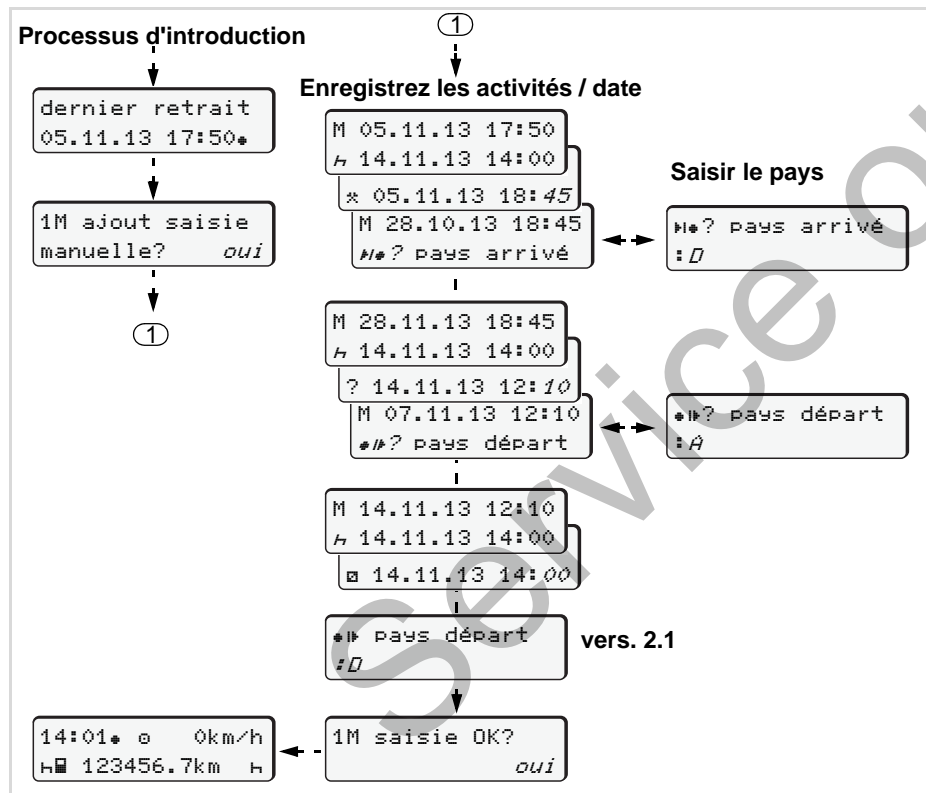 Processus d'introduction
dernier retrait
05.11.13 17:50
1M ajout saisie
manuelle? oui
1
1
Enregistrez les activités / date
M 05.11.13 17:50
14.11.13 14:00
05.11.13 18:45
M 28.10.13 18:45
? pays arrivé
Saisir le pays
? pays arrivé
:D
M 28.11.13 18:45
14.11.13 14:00
? 14.11.13 12:10
M 07.11.13 12:10
? pays départ
? pays départ
:A
M 14.11.13 12:10
14.11.13 14:00
14.11.13 14:00
pays départ
:D
vers. 2.1
1M saisie OK?
oui
14:01 0km/h
123456.7km
Service o